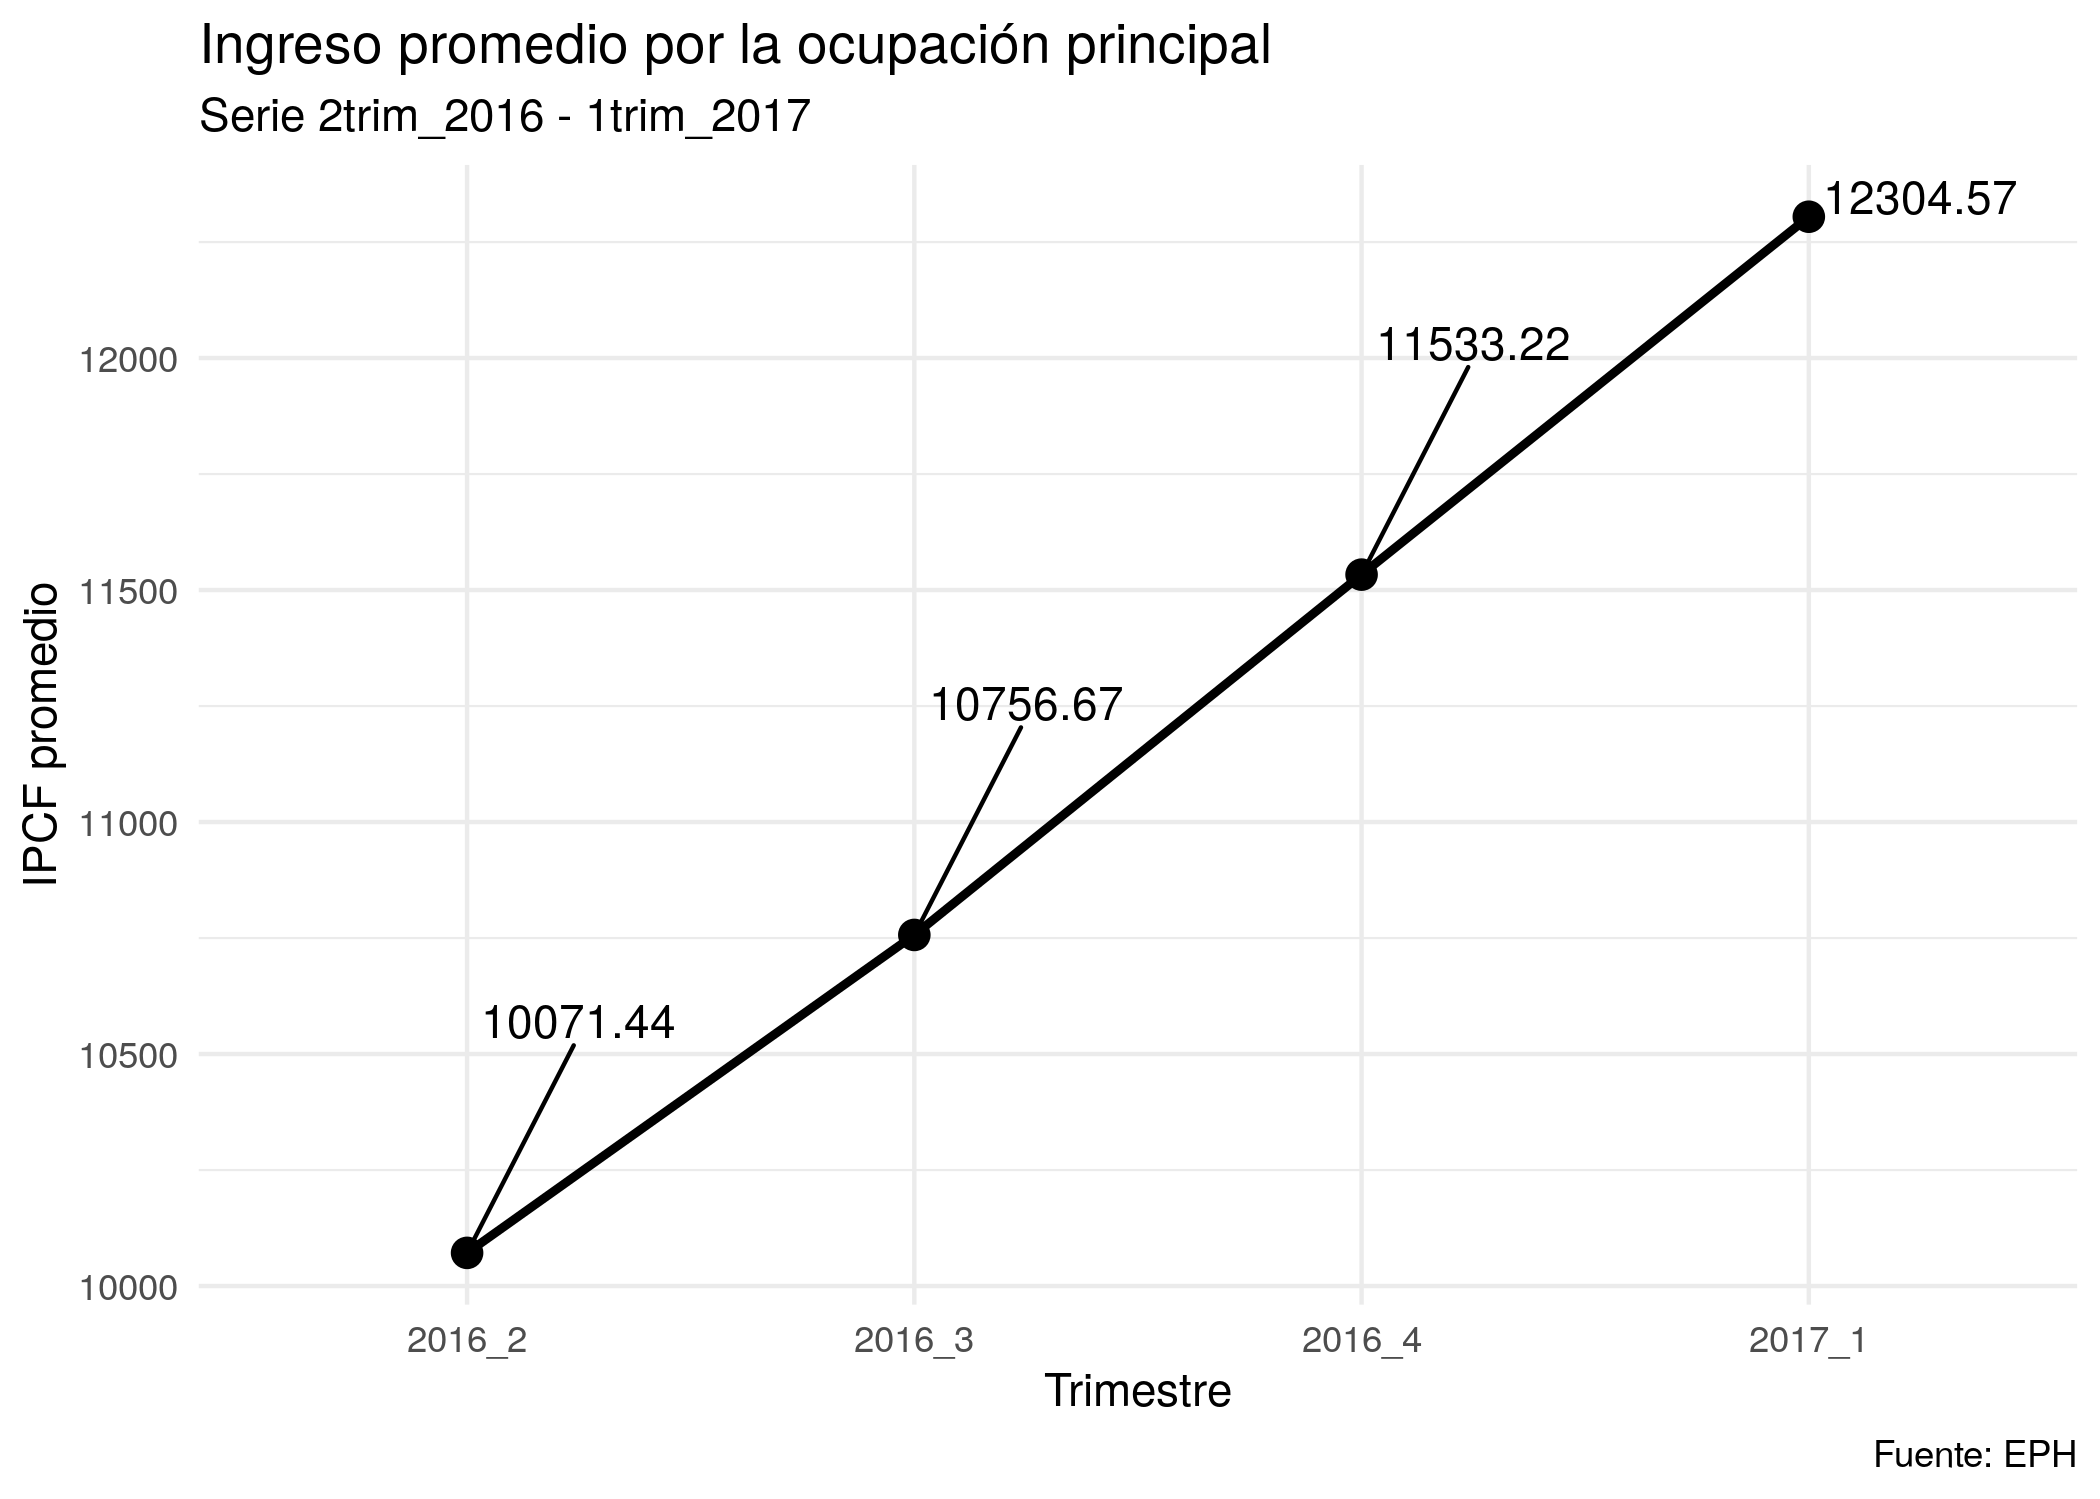 Ingreso promedio por la ocupación principal
Serie 2trim_2016 - 1trim_2017
12304.57
12000
11533.22
11500
10756.67
11000
10071.44
10500
10000
IPCF promedio
2016_2
2016_3
2016_4
2017_1
Trimestre
Fuente: EPH